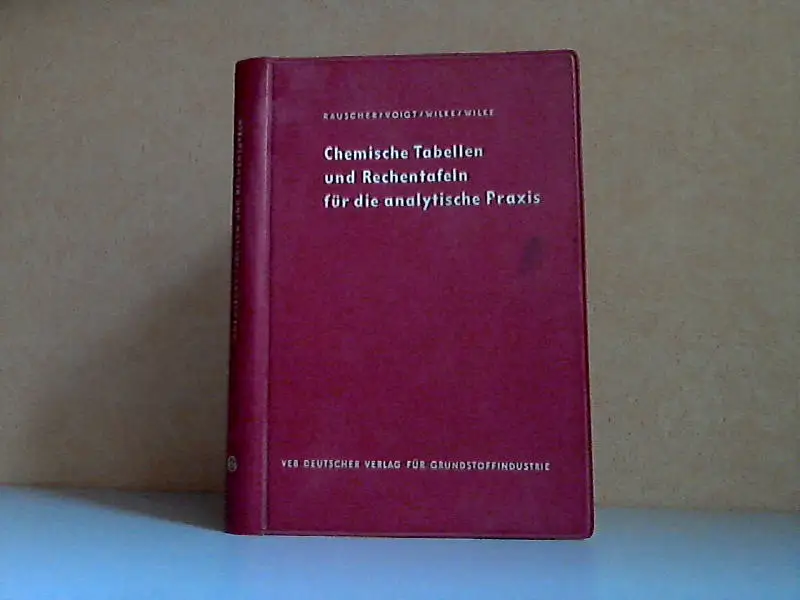 RAUSCHER/VOIGT/WILKE/WILKE
Chemische Tabellen
und Rechentafeln
für die analytische Praxis
VEB DEUTSCHER VERLAG FÜR GRUNDSTOFFINDUSTRIE